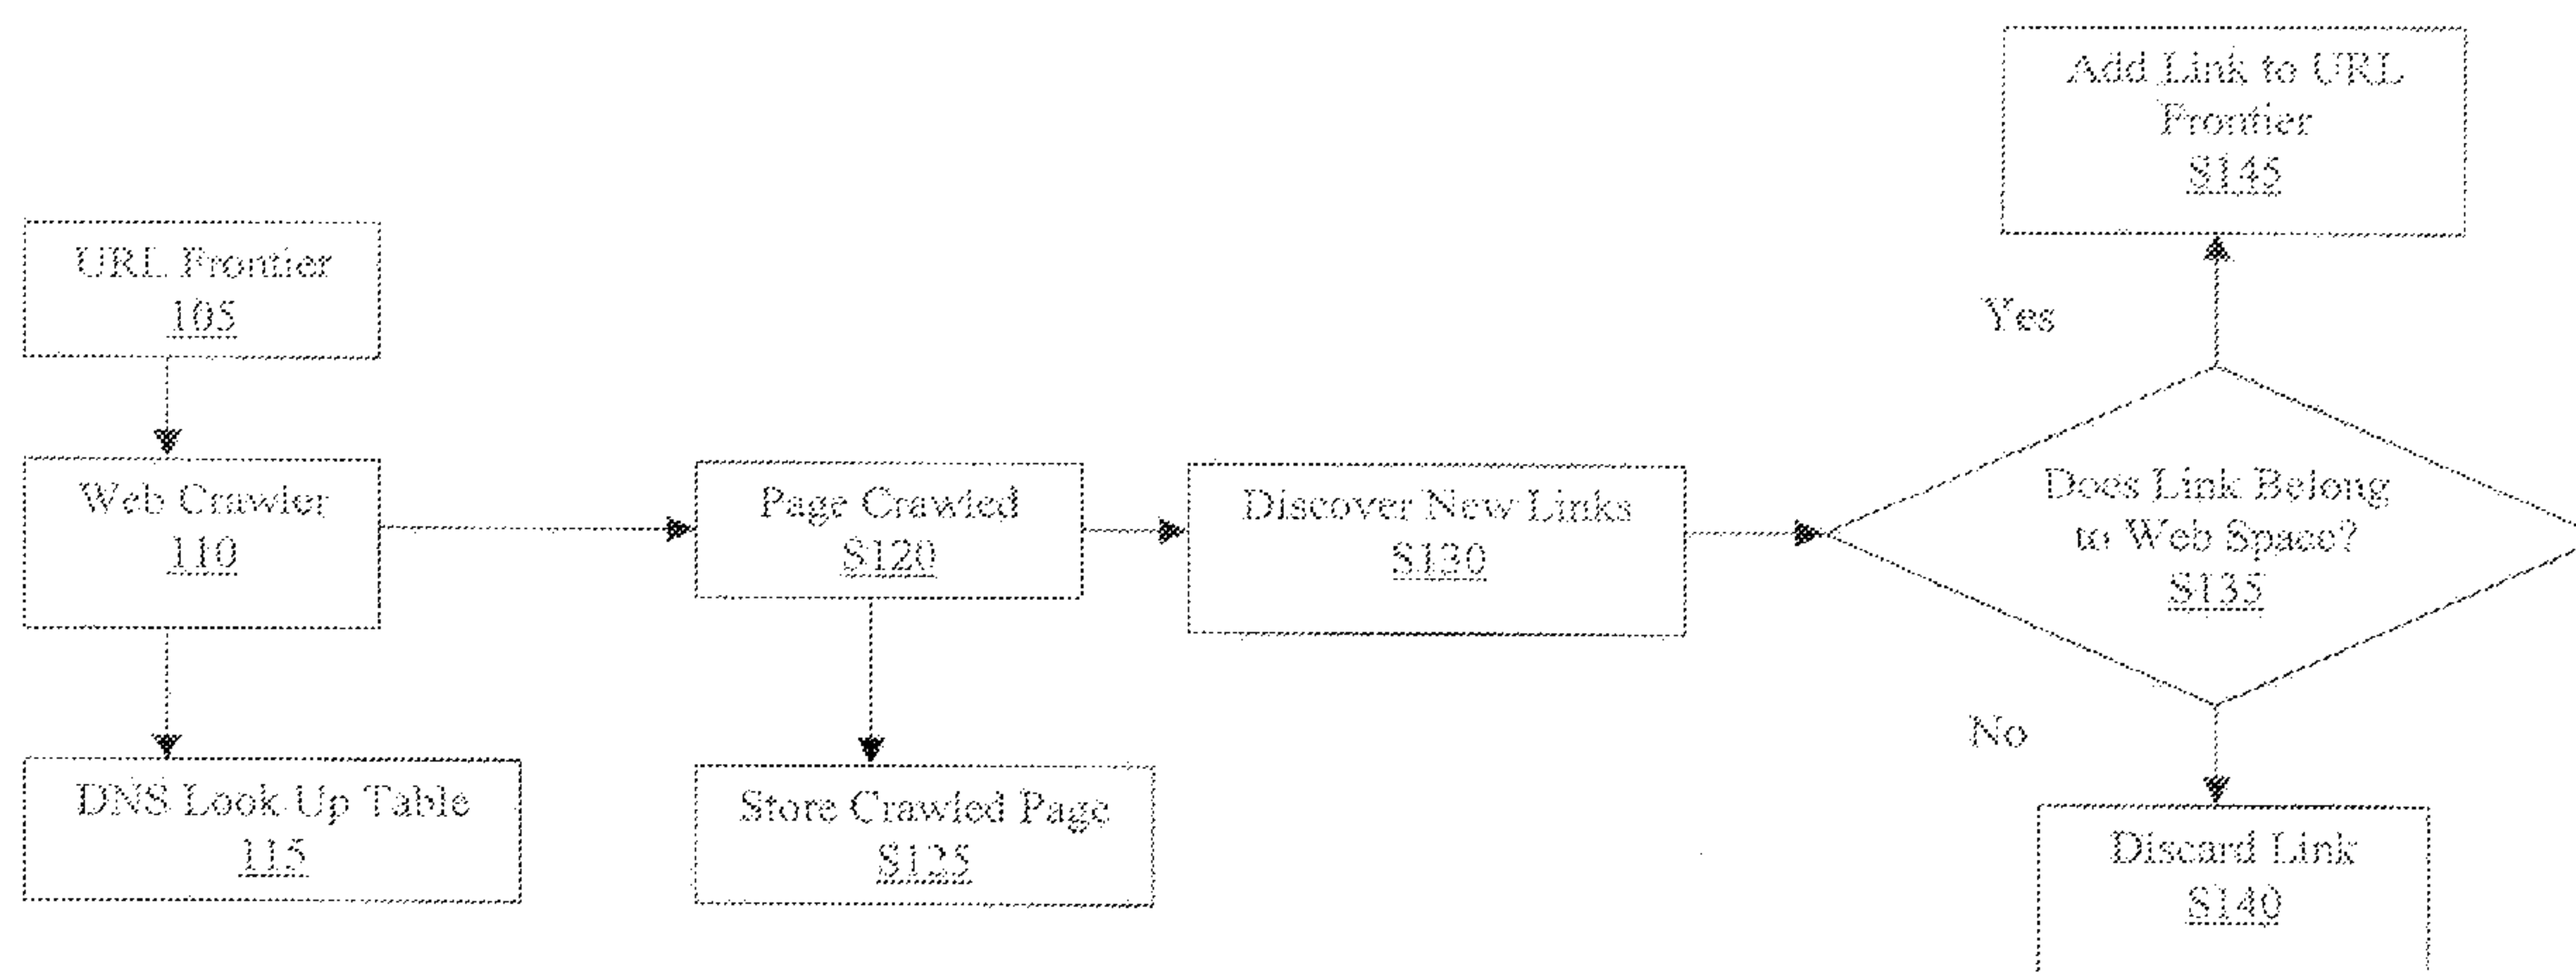 URL Frontier
105
Web Crawler
110
DNS Look Up Table
115
Page Crawled
S120
Store Crawled Page
S125
Discover New Links
S130
Does Link Belong
to Web Space?
S135
Yes
Add Link to URL
Frontier
S145
No
Discard Link
S140